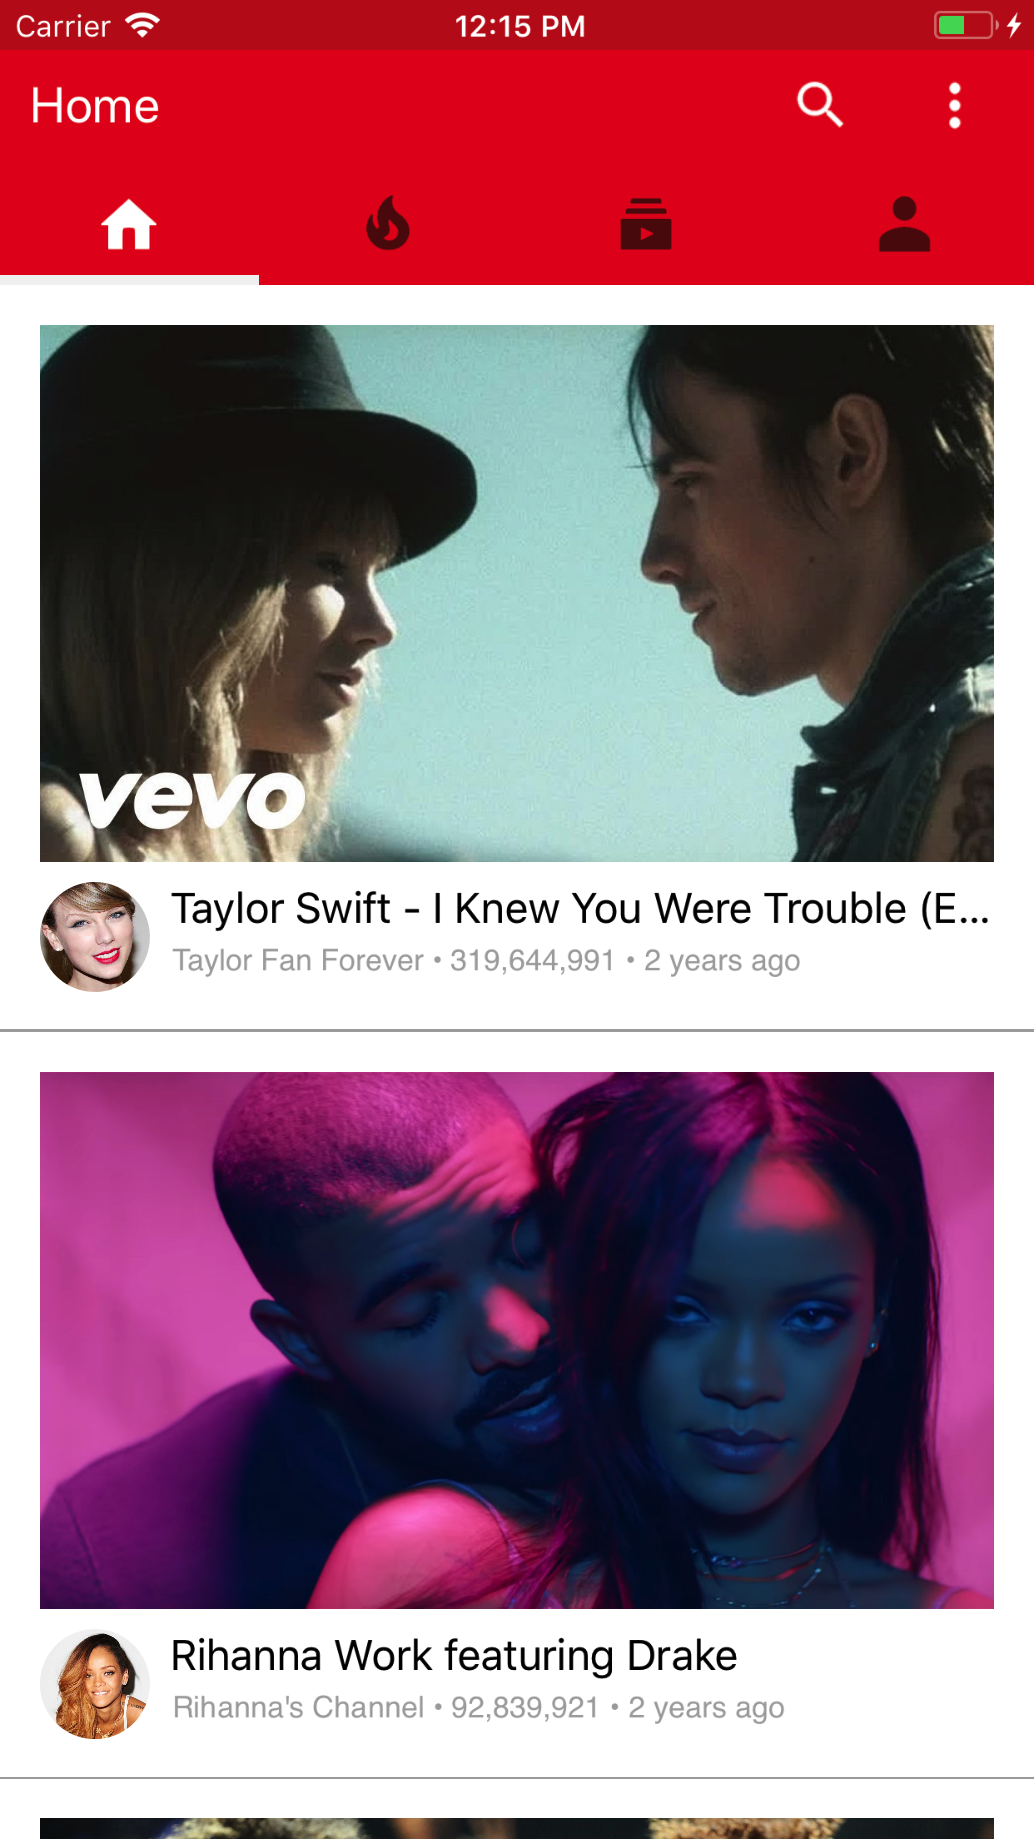 Carrier 12:15 PM
Home
vevo
Taylor Swift - I Knew You Were Trouble (E...
Taylor Fan Forever • 319,644,991 • 2 years ago
Rihanna Work featuring Drake
Rihanna's Channel • 92,839,921 • 2 years ago